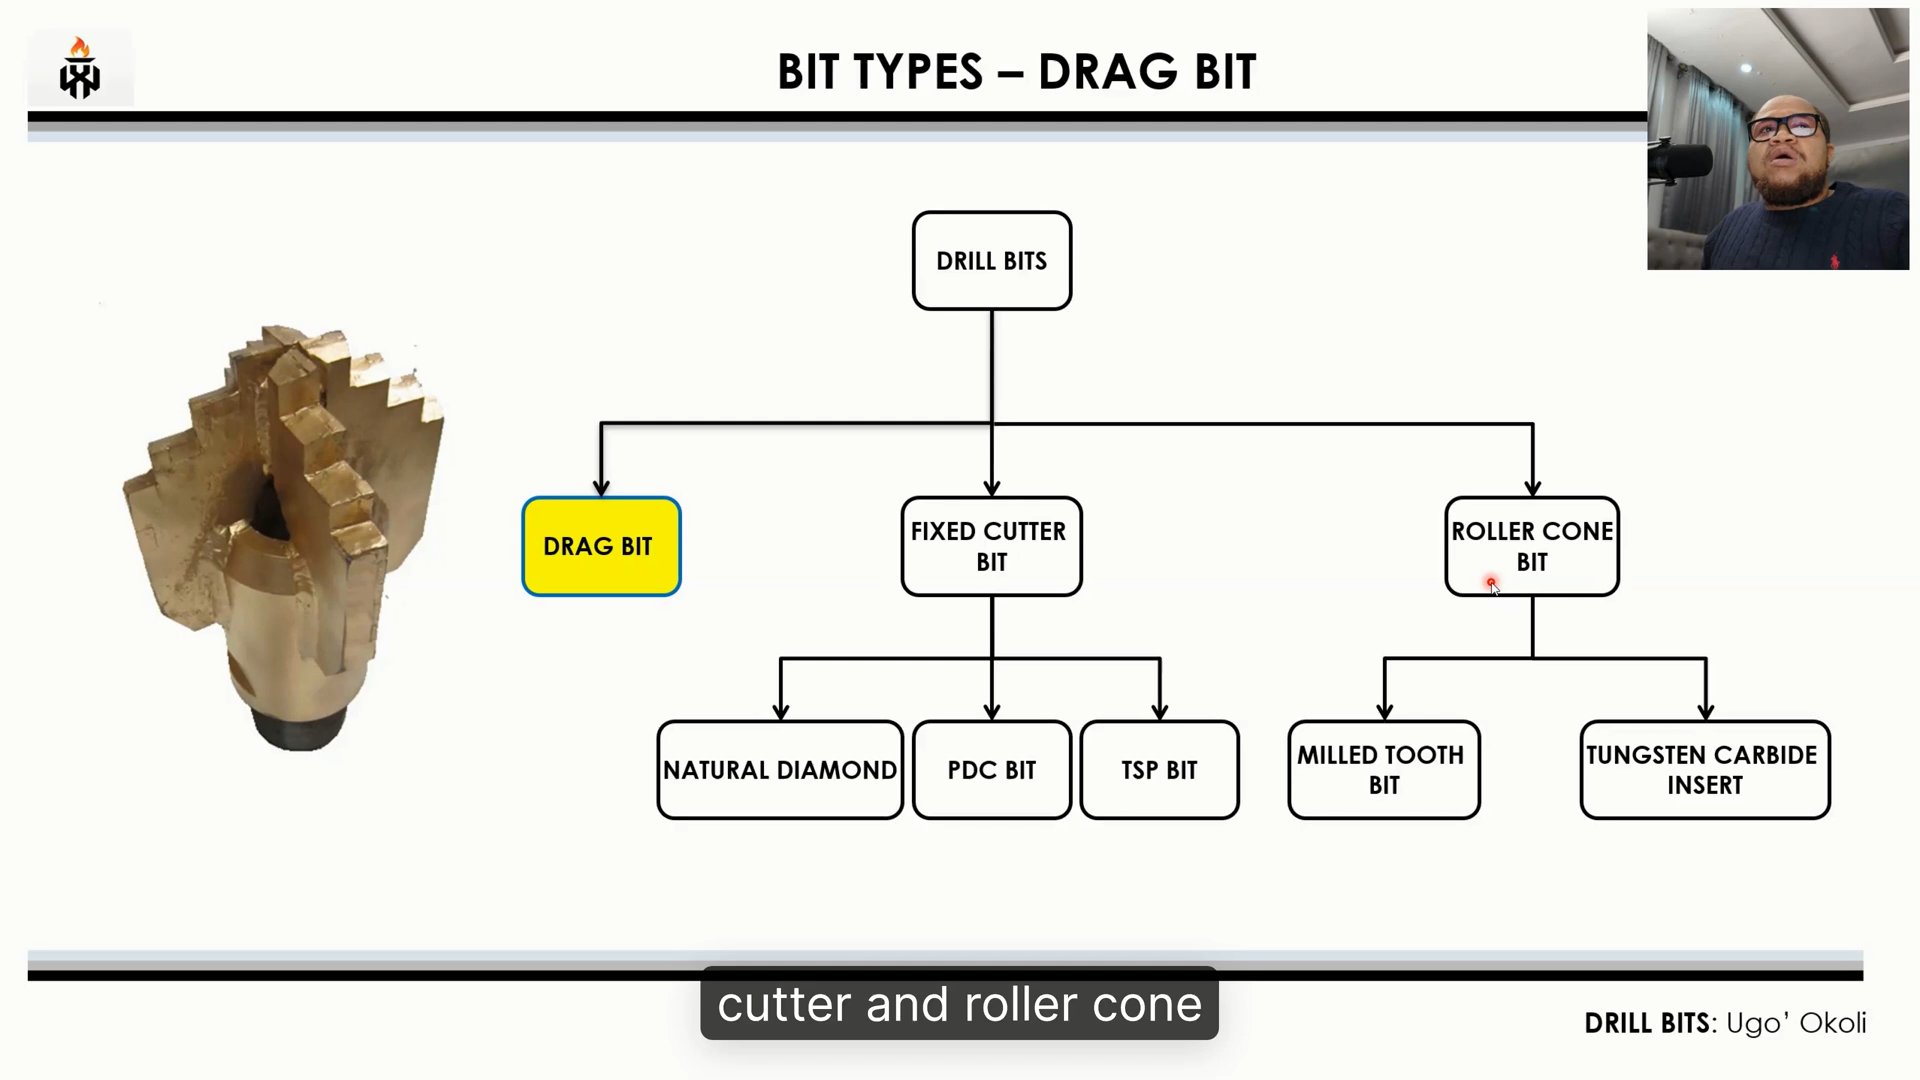 BIT TYPES – DRAG BIT
DRILL BITS
DRAG BIT
FIXED CUTTER
BIT
ROLLER CONE
BIT
NATURAL DIAMOND
PDC BIT
TSP BIT
MILLED TOOTH
BIT
TUNGSTEN CARBIDE
INSERT
cutter and roller cone
DRILL BITS: Ugo’ Okoli